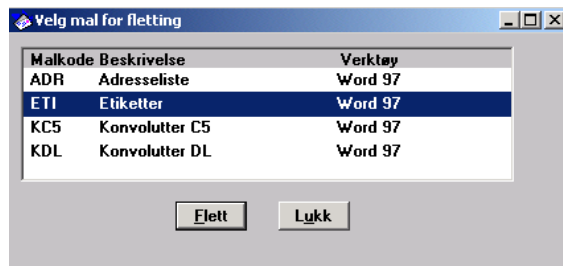 Velg mal for fletting
Malkode Beskrivelse Verktøy
ADR Adresseliste Word 97
ETI Etiketter Word 97
KC5 Konvolutter C5 Word 97
KDL Konvolutter DL Word 97
Flett Lukk